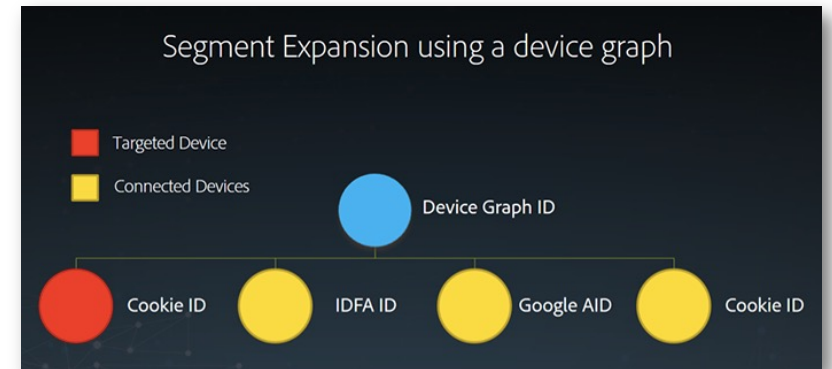 Segment Expansion using a device graph
Targeted Device
Connected Devices
Device Graph ID
Cookie ID
IDFA ID
Google AID
Cookie ID